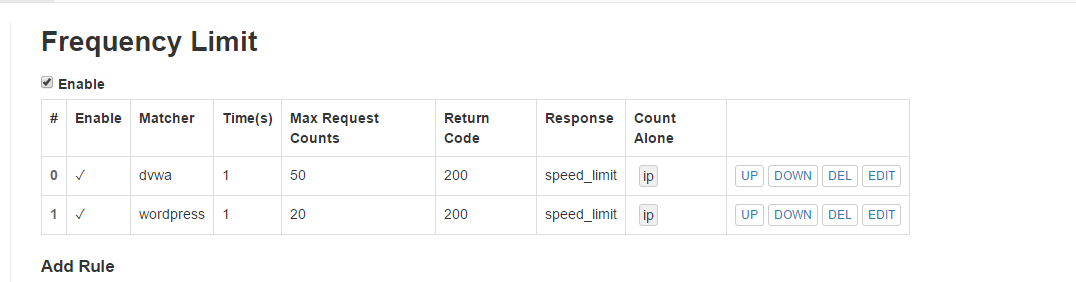 Frequency Limit
Enable
# Enable Matcher Time(s) Max Request Counts Return Code Response Count Alone
0 ✓ dvwa 1 50 200 speed_limit ip UP DOWN DEL EDIT
1 ✓ wordpress 1 20 200 speed_limit ip UP DOWN DEL EDIT
Add Rule